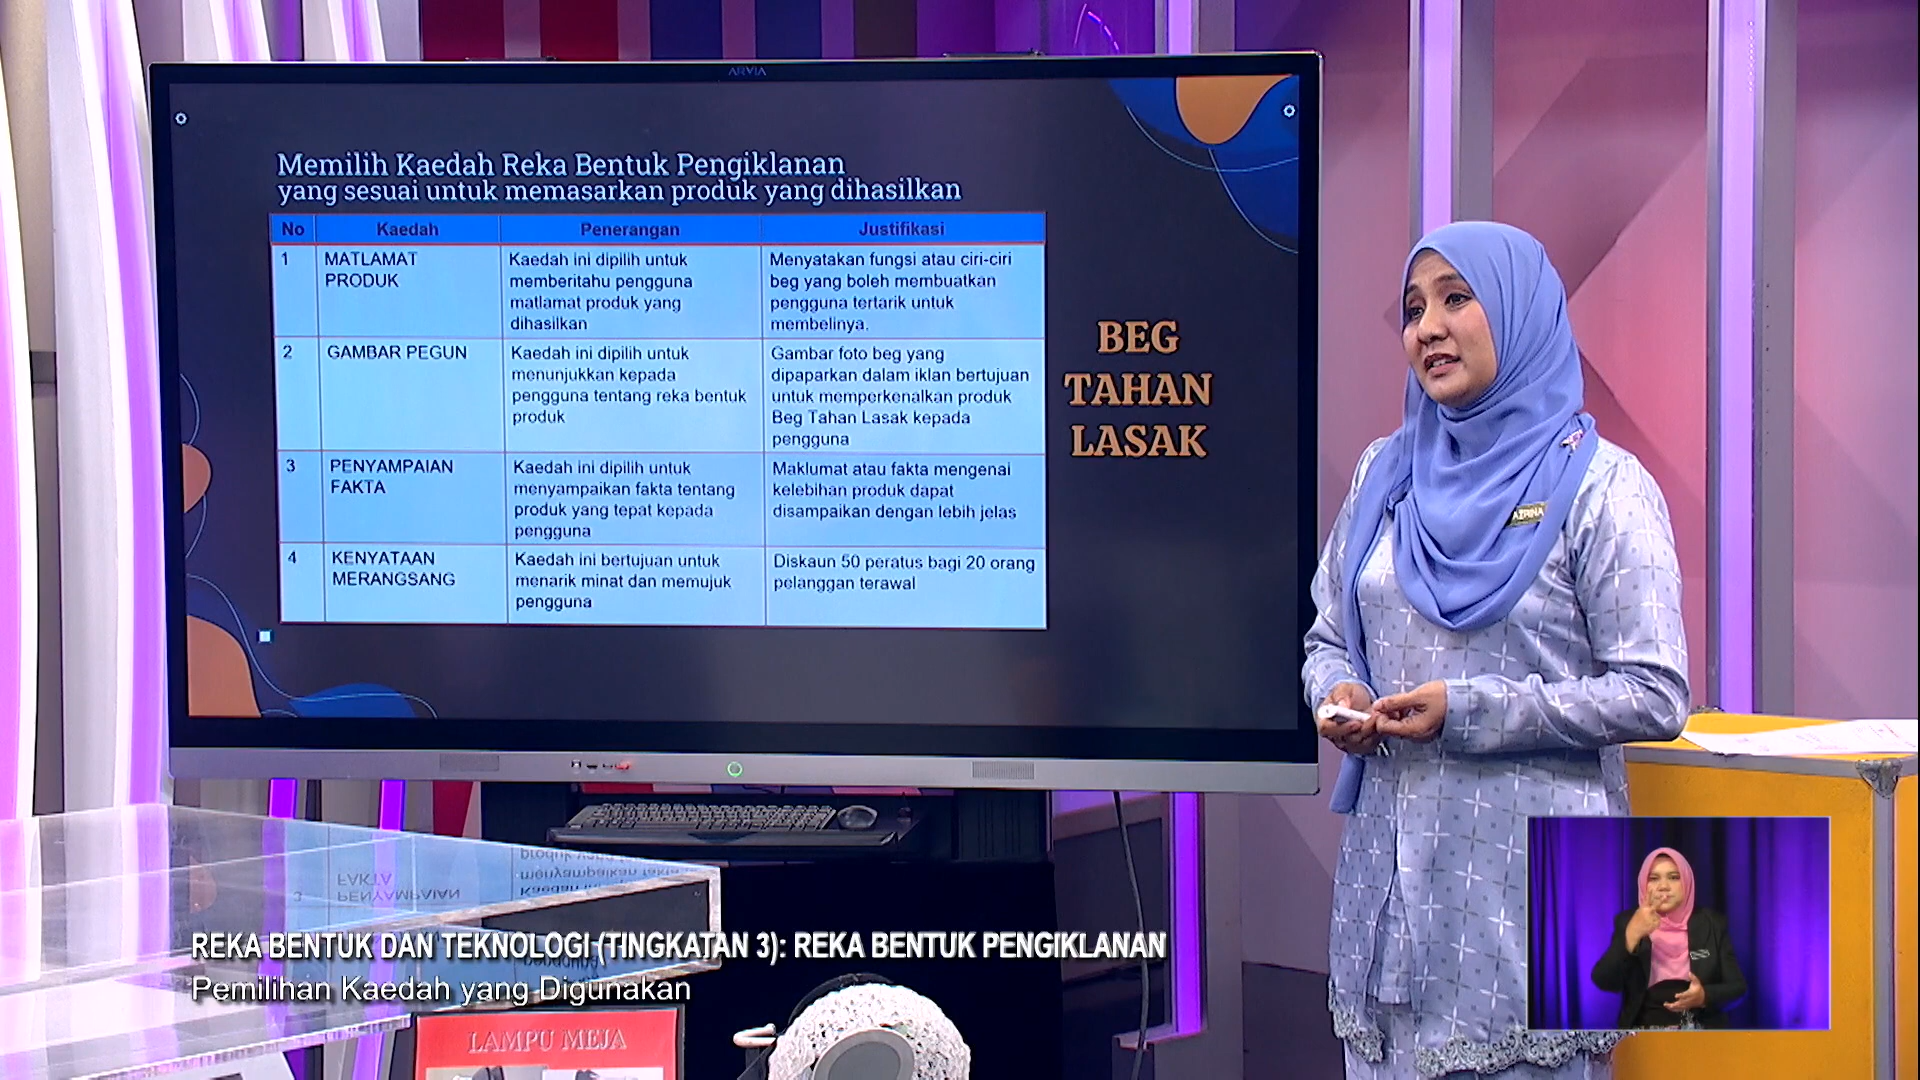 ARVIA
Memilih Kaedah Reka Bentuk Pengiklanan
yang sesuai untuk memasarkan produk yang dihasilkan
No Kaedah Penerangan Justifikasi
1 MATLAMAT
PRODUK
Kaedah ini dipilih untuk
memberitahu pengguna
matlamat produk yang
dihasilkan
Menyatakan fungsi atau ciri-ciri
beg yang boleh membuatkan
pengguna tertarik untuk
membelinya.
2 GAMBAR PEGUN
Kaedah ini dipilih untuk
menunjukkan kepada
pengguna tentang reka bentuk
produk
Gambar foto beg yang
dipaparkan dalam iklan bertujuan
untuk memperkenalkan produk
Beg Tahan Lasak kepada
pengguna
3 PENYAMPAIAN
FAKTA
Kaedah ini dipilih untuk
menyampaikan fakta tentang
produk yang tepat kepada
pengguna
Maklumat atau fakta mengenai
kelebihan produk dapat
disampaikan dengan lebih jelas
4 KENYATAAN
MERANGSANG
Kaedah ini bertujuan untuk
menarik minat dan memujuk
pengguna
Diskaun 50 peratus bagi 20 orang
pelanggan terawal
BEG
TAHAN
LASAK
AZRINA
REKA BENTUK DAN TEKNOLOGI (TINGKATAN 3): REKA BENTUK PENGIKLANAN
Pemilihan Kaedah yang Digunakan
LAMPU MEJA